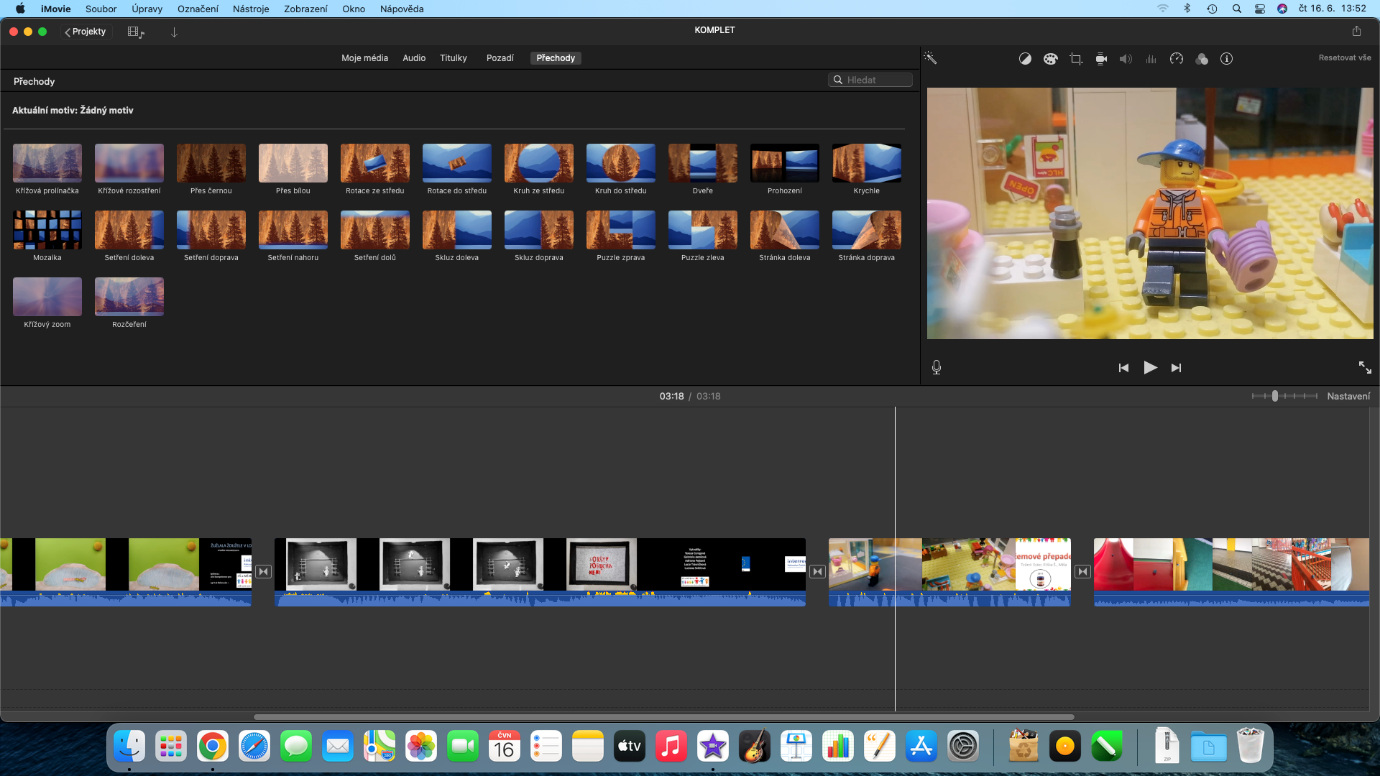 iMovie Soubor Úpravy Označení Nástroje Zobrazení Okno Nápověda čt 16. 6. 13:52
Projekty KOMPLET
Moje média Audio Titulky Pozadí Přechody Resetovat vše
Přechody Hledat
Aktuální motiv: Žádný motiv
Křížová prolínačka Křížové rozostření Přes černou Přes bílou Rotace ze středu Rotace do středu Kruh ze středu Kruh do středu Dveře Prohození Krychle
Mozaika Setření doleva Setření doprava Setření nahoru Setření dolů Skluz doleva Skluz doprava Puzzle zprava Puzzle zleva Stránka doleva Stránka doprava
Křížový zoom Rozčeření
OPEN
03:18 / 03:18 Nastavení
emové přepade
ČVN
16
tv
ZIP